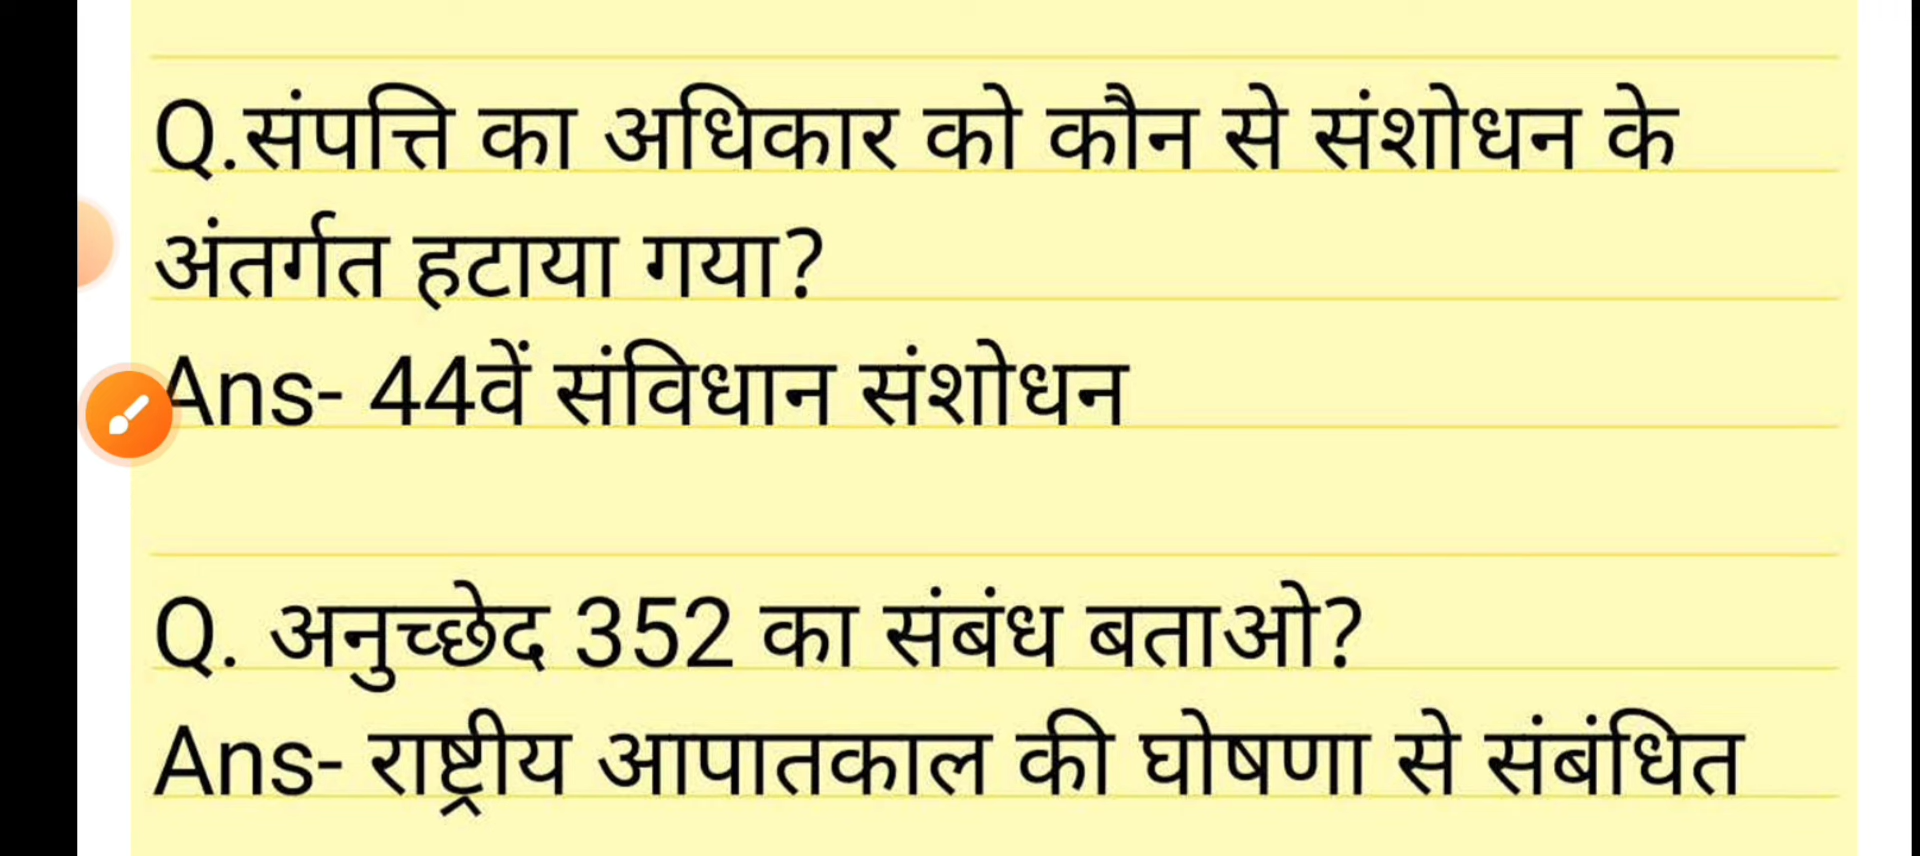 Q.संपत्ति का अधिकार को कौन से संशोधन के
अंतर्गत हटाया गया?
Ans- 44वें संविधान संशोधन
Q. अनुच्छेद 352 का संबंध बताओ?
Ans- राष्ट्रीय आपातकाल की घोषणा से संबंधित